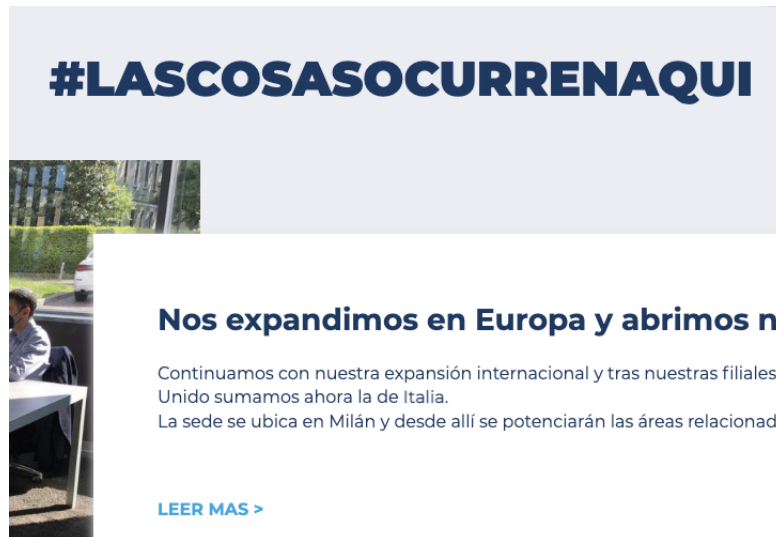 #LASCOSASOCURRENAQUI
Nos expandimos en Europa y abrimos n
Continuamos con nuestra expansión internacional y tras nuestras filiales
Unido sumamos ahora la de Italia.
La sede se ubica en Milán y desde allí se potenciarán las áreas relacionad
LEER MAS >